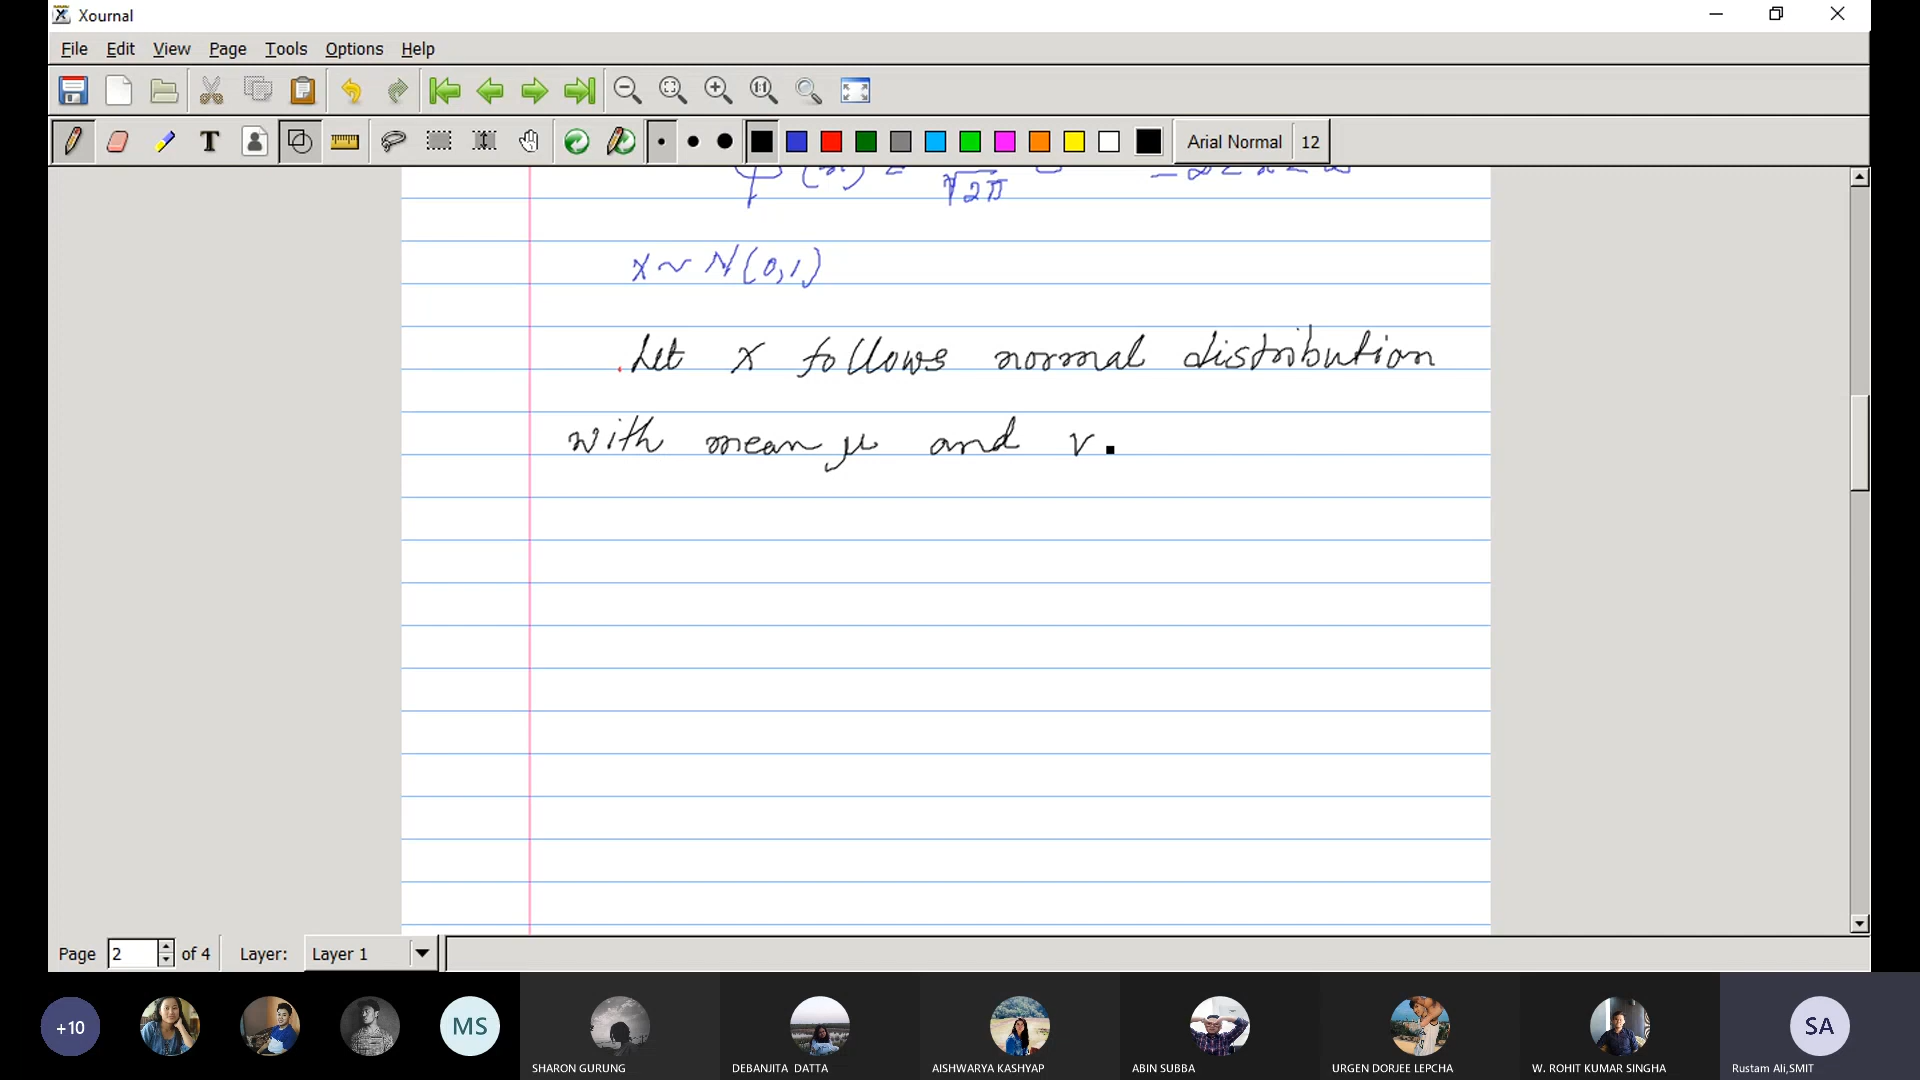 Xournal
File Edit View Page Tools Options Help
Arial Normal 12
(x) =
√2π
x ~ N(0,1)
Let x follows normal distribution
with mean μ and v
Page 2 of 4 Layer: Layer 1
+10 MS SA
SHARON GURUNG DEBANJITA DATTA AISHWARYA KASHYAP ABIN SUBBA URGEN DORJEE LEPCHA W. ROHIT KUMAR SINGHA Rustam Ali,SMIT